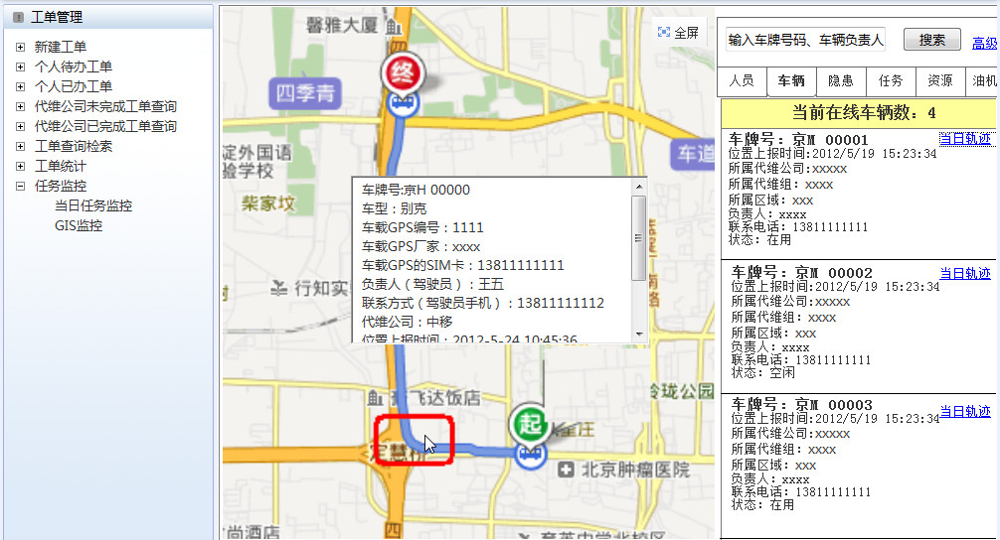 工单管理
新建工单
个人待办工单
个人已办工单
代维公司未完成工单查询
代维公司已完成工单查询
工单查询检索
工单统计
任务监控
当日任务监控
GIS监控
馨雅大厦
全屏
终
四季青
淀外国语
验学校
车道
柴家坟
行知实
南路
车牌号:京H 00000
车型：别克
车载GPS编号：1111
车载GPS厂家：xxxx
车载GPS的SIM卡：13811111111
负责人（驾驶员）：王五
联系方式（驾驶员手机）：13811111112
代维公司：中移
位置上报时间：2012-5-24 10:45:36
飞达饭店
玲珑公园
起
星庄
定慧桥
北京肿瘤医院
四
尚酒店
育英中学北校区
输入车牌号码、车辆负责人
搜索
高级
人员
车辆
隐患
任务
资源
油机
当前在线车辆数：4
车牌号：京M 00001
当日轨迹
位置上报时间:2012/5/19 15:23:34
所属代维公司:xxxxx
所属代维组：xxxx
所属区域：xxx
负责人：xxxx
联系电话：13811111111
状态：在用
车牌号：京M 00002
当日轨迹
位置上报时间:2012/5/19 15:23:34
所属代维公司:xxxxx
所属代维组：xxxx
所属区域：xxx
负责人：xxxx
联系电话：13811111111
状态：空闲
车牌号：京M 00003
当日轨迹
位置上报时间:2012/5/19 15:23:34
所属代维公司:xxxxx
所属代维组：xxxx
所属区域：xxx
负责人：xxxx
联系电话：13811111111
状态：在用